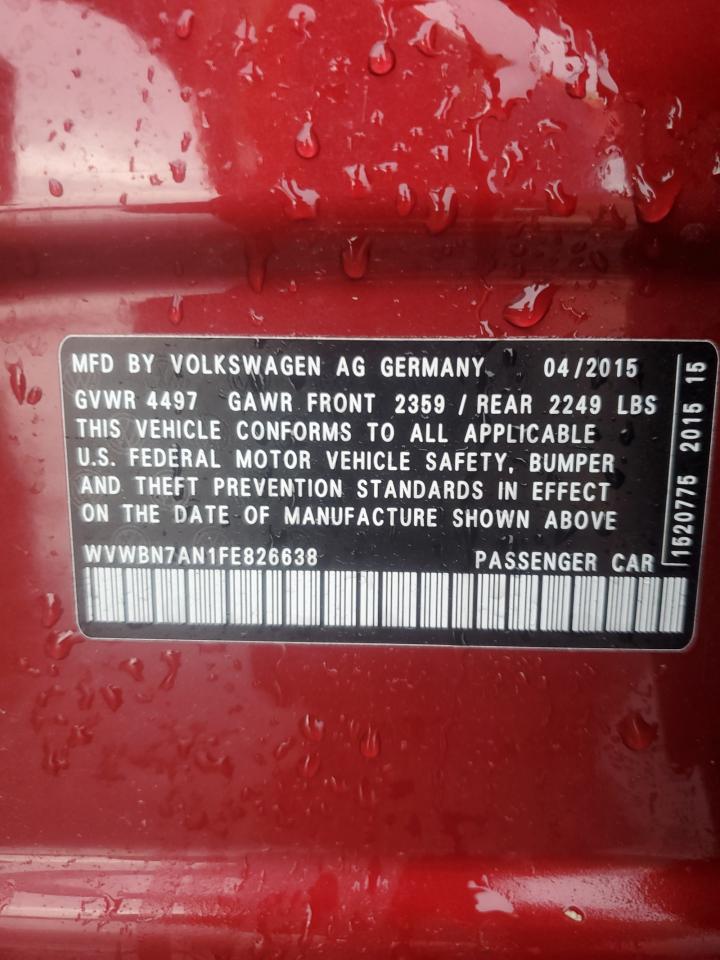 MFD BY VOLKSWAGEN AG GERMANY 04/2015
GVWR 4497 GAWR FRONT 2359 / REAR 2249 LBS
THIS VEHICLE CONFORMS TO ALL APPLICABLE
U.S. FEDERAL MOTOR VEHICLE SAFETY, BUMPER
AND THEFT PREVENTION STANDARDS IN EFFECT
ON THE DATE OF MANUFACTURE SHOWN ABOVE
WVWBN7AN1FE826638 PASSENGER CAR
1520775 2015 15